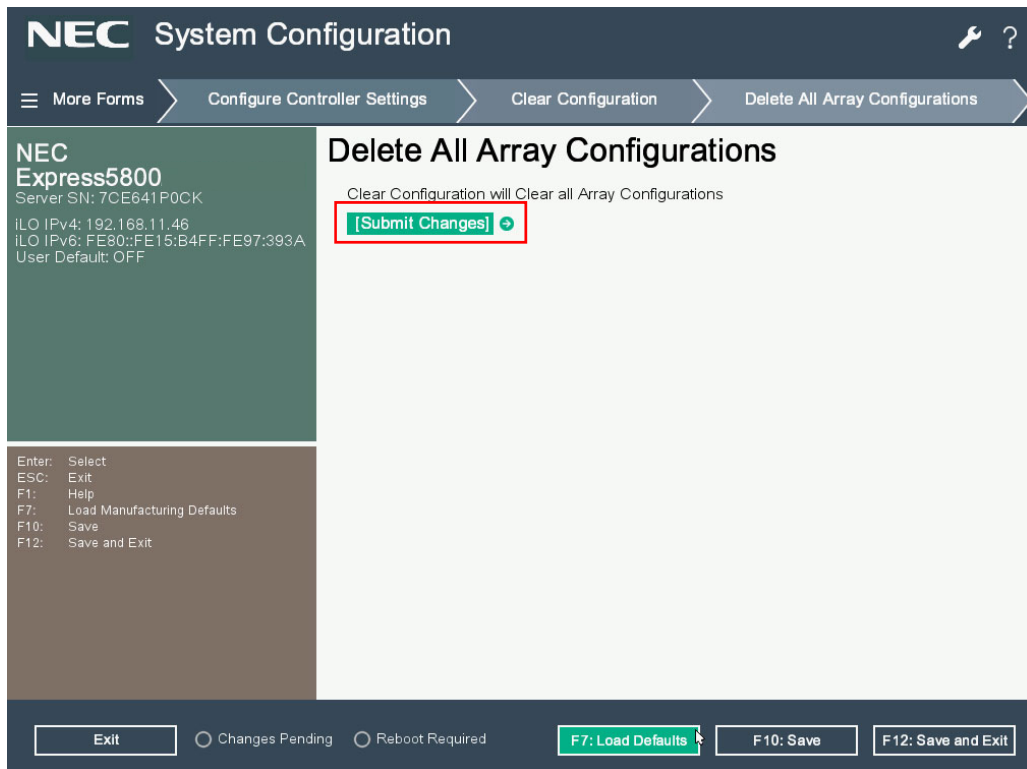 NEC System Configuration
?
More Forms
Configure Controller Settings
Clear Configuration
Delete All Array Configurations
NEC
Express5800
Server SN: 7CE641P0CK
iLO IPv4: 192.168.11.46
iLO IPv6: FE80::FE15:B4FF:FE97:393A
User Default: OFF
Delete All Array Configurations
Clear Configuration will Clear all Array Configurations
[Submit Changes]
Enter: Select
ESC: Exit
F1: Help
F7: Load Manufacturing Defaults
F10: Save
F12: Save and Exit
Exit
Changes Pending
Reboot Required
F7: Load Defaults
F10: Save
F12: Save and Exit